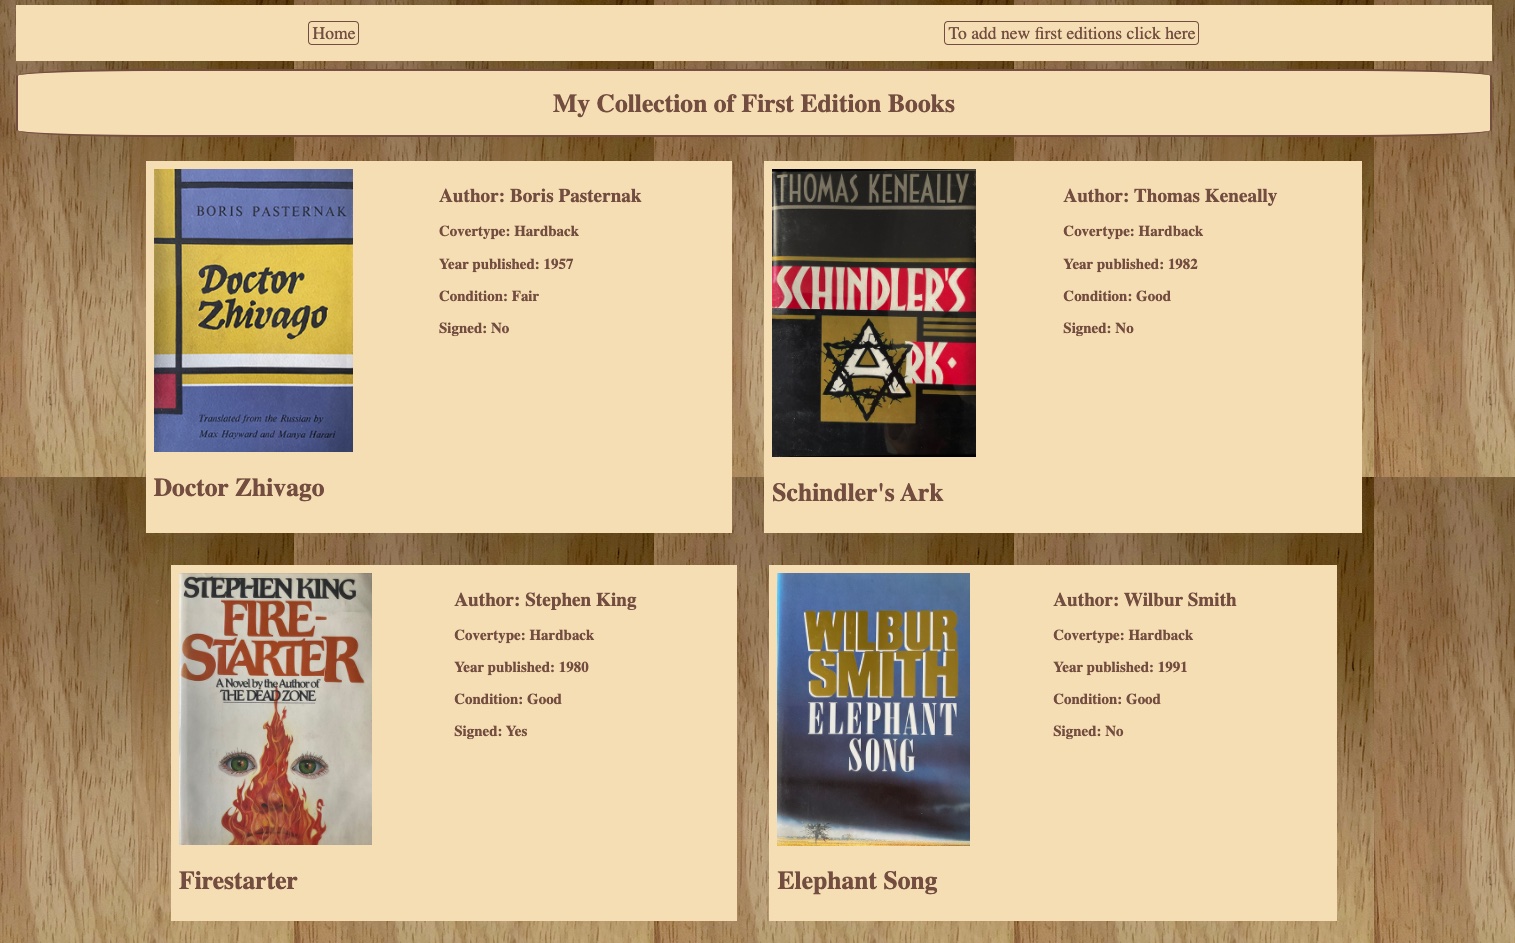 Home
To add new first editions click here
My Collection of First Edition Books
BORIS PASTERNAK
Doctor
Zhivago
Translated from the Russian by
Max Hayward and Manya Harari
Doctor Zhivago
Author: Boris Pasternak
Covertype: Hardback
Year published: 1957
Condition: Fair
Signed: No
THOMAS KENEALLY
SCHINDLER'S
ARK
Schindler's Ark
Author: Thomas Keneally
Covertype: Hardback
Year published: 1982
Condition: Good
Signed: No
STEPHEN KING
FIRE-
STARTER
A Novel by the Author of
THE DEAD ZONE
Firestarter
Author: Stephen King
Covertype: Hardback
Year published: 1980
Condition: Good
Signed: Yes
WILBUR
SMITH
ELEPHANT
SONG
Elephant Song
Author: Wilbur Smith
Covertype: Hardback
Year published: 1991
Condition: Good
Signed: No